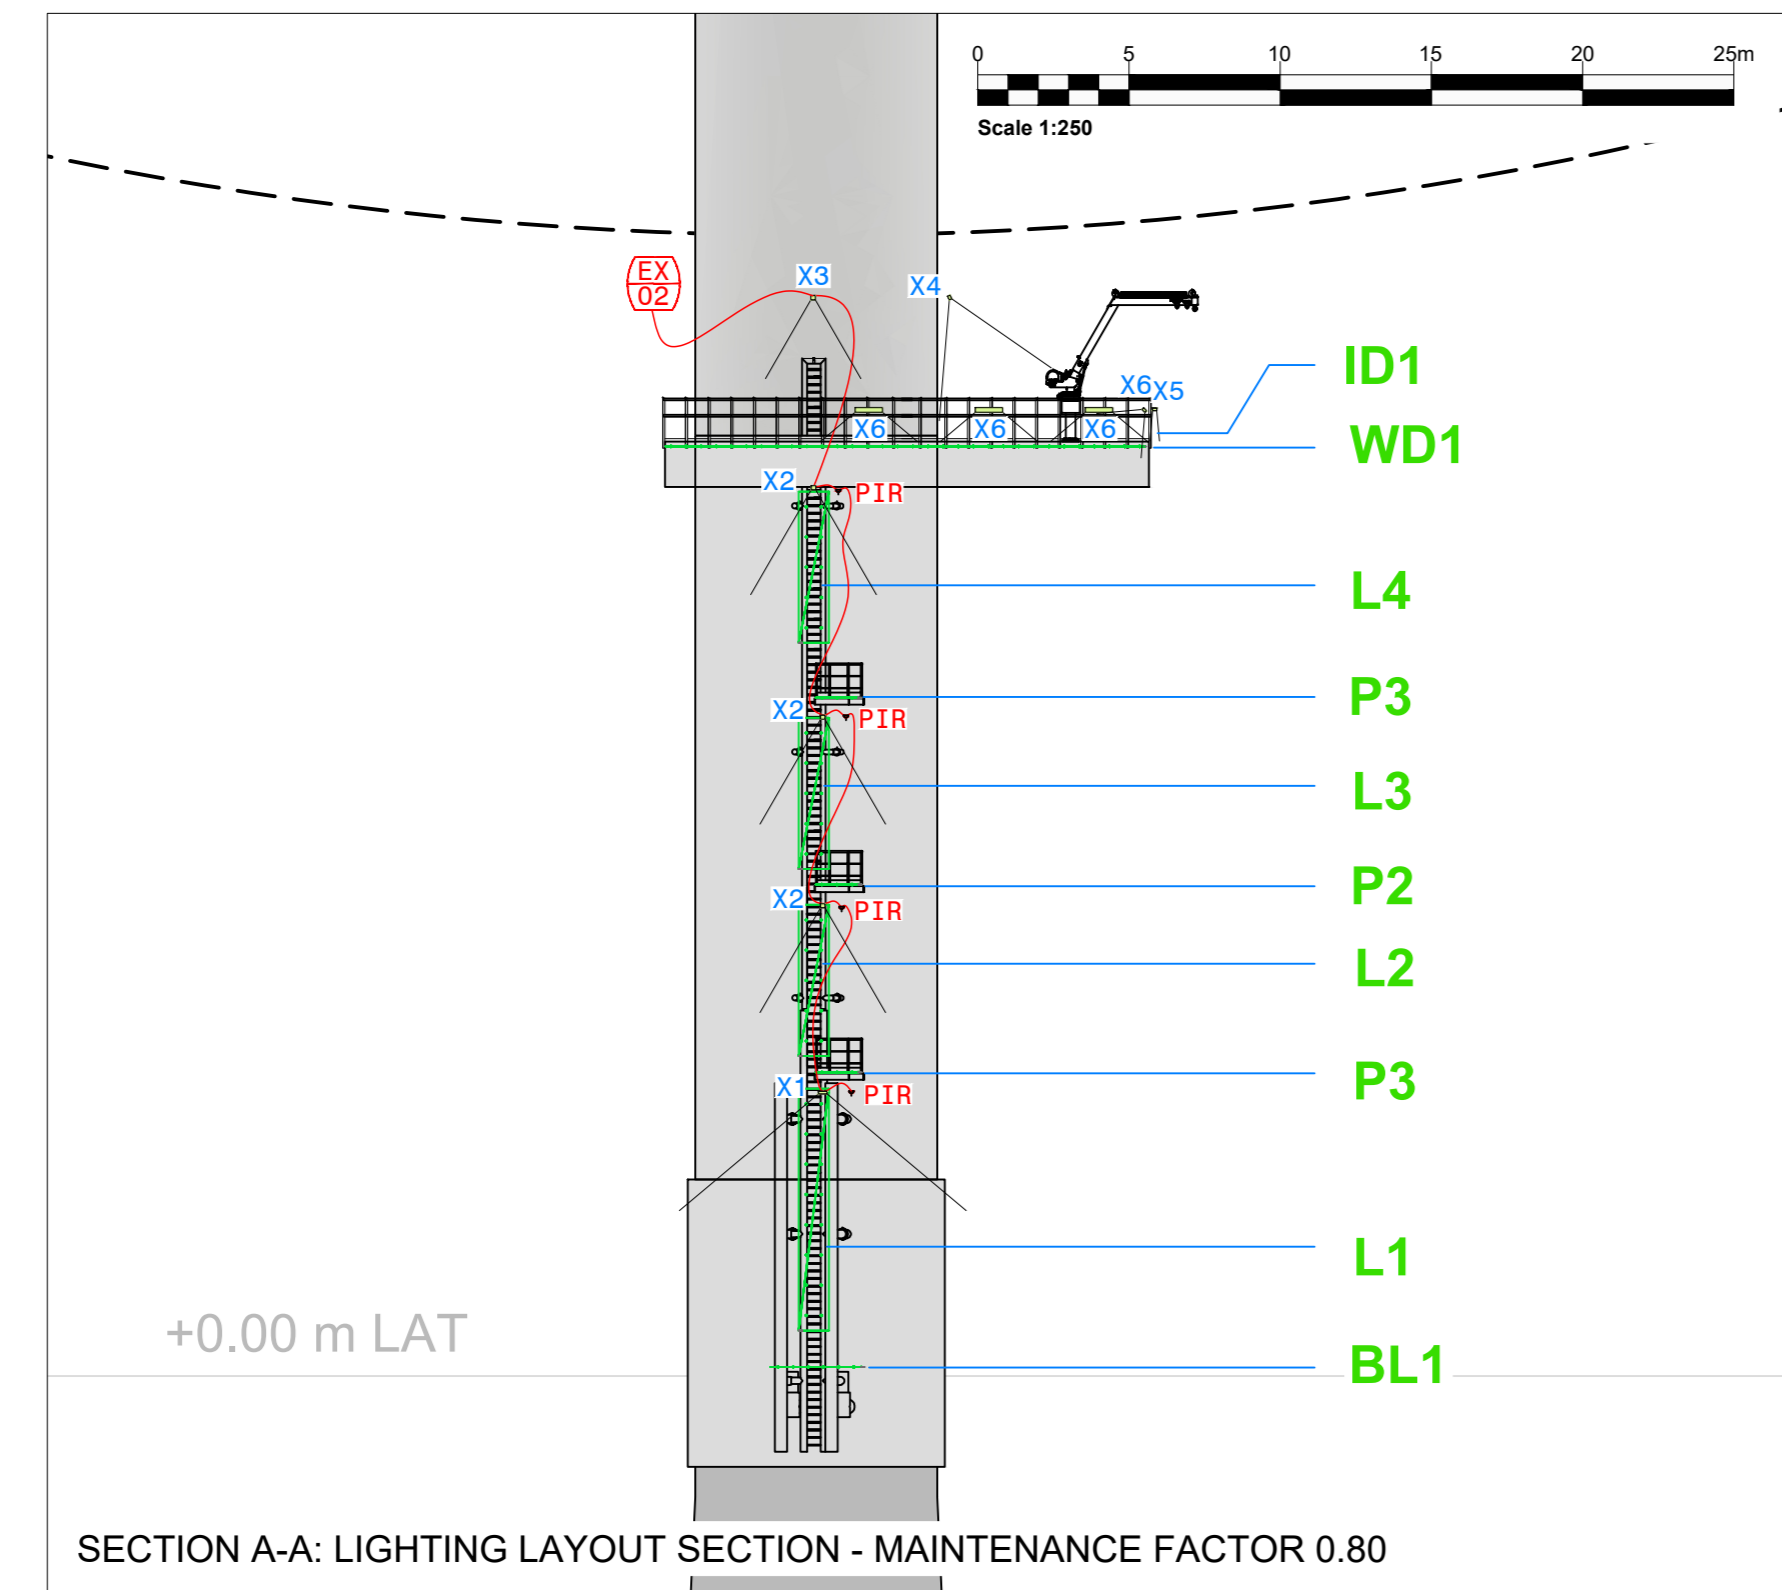 0 5 10 15 20 25m
Scale 1:250
EX
02
X3
X4
ID1
X6 X5
X6 X6 X6
WD1
X2 PIR
L4
P3
X2 PIR
L3
P2
X2 PIR
L2
P3
X1 PIR
L1
+0.00 m LAT
BL1
SECTION A-A: LIGHTING LAYOUT SECTION - MAINTENANCE FACTOR 0.80